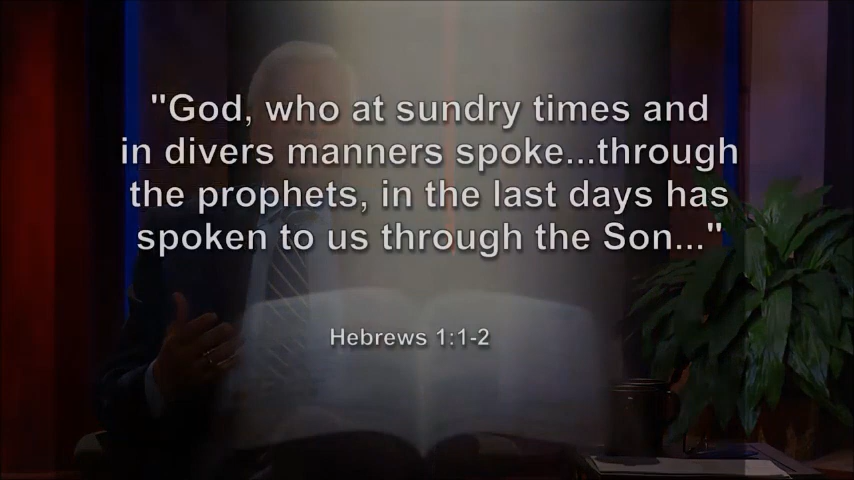 "God, who at sundry times and
in divers manners spoke...through
the prophets, in the last days has
spoken to us through the Son..."
Hebrews 1:1-2